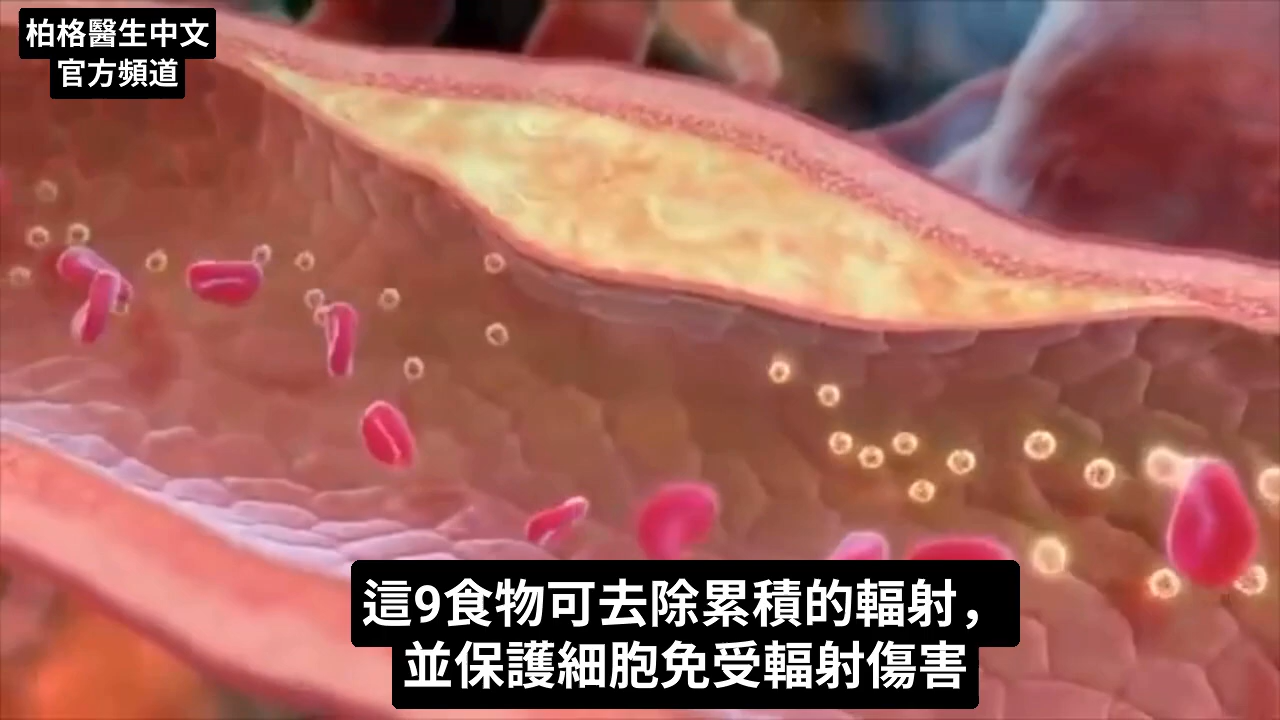 柏格醫生中文
官方頻道
這9食物可去除累積的輻射，
並保護細胞免受輻射傷害